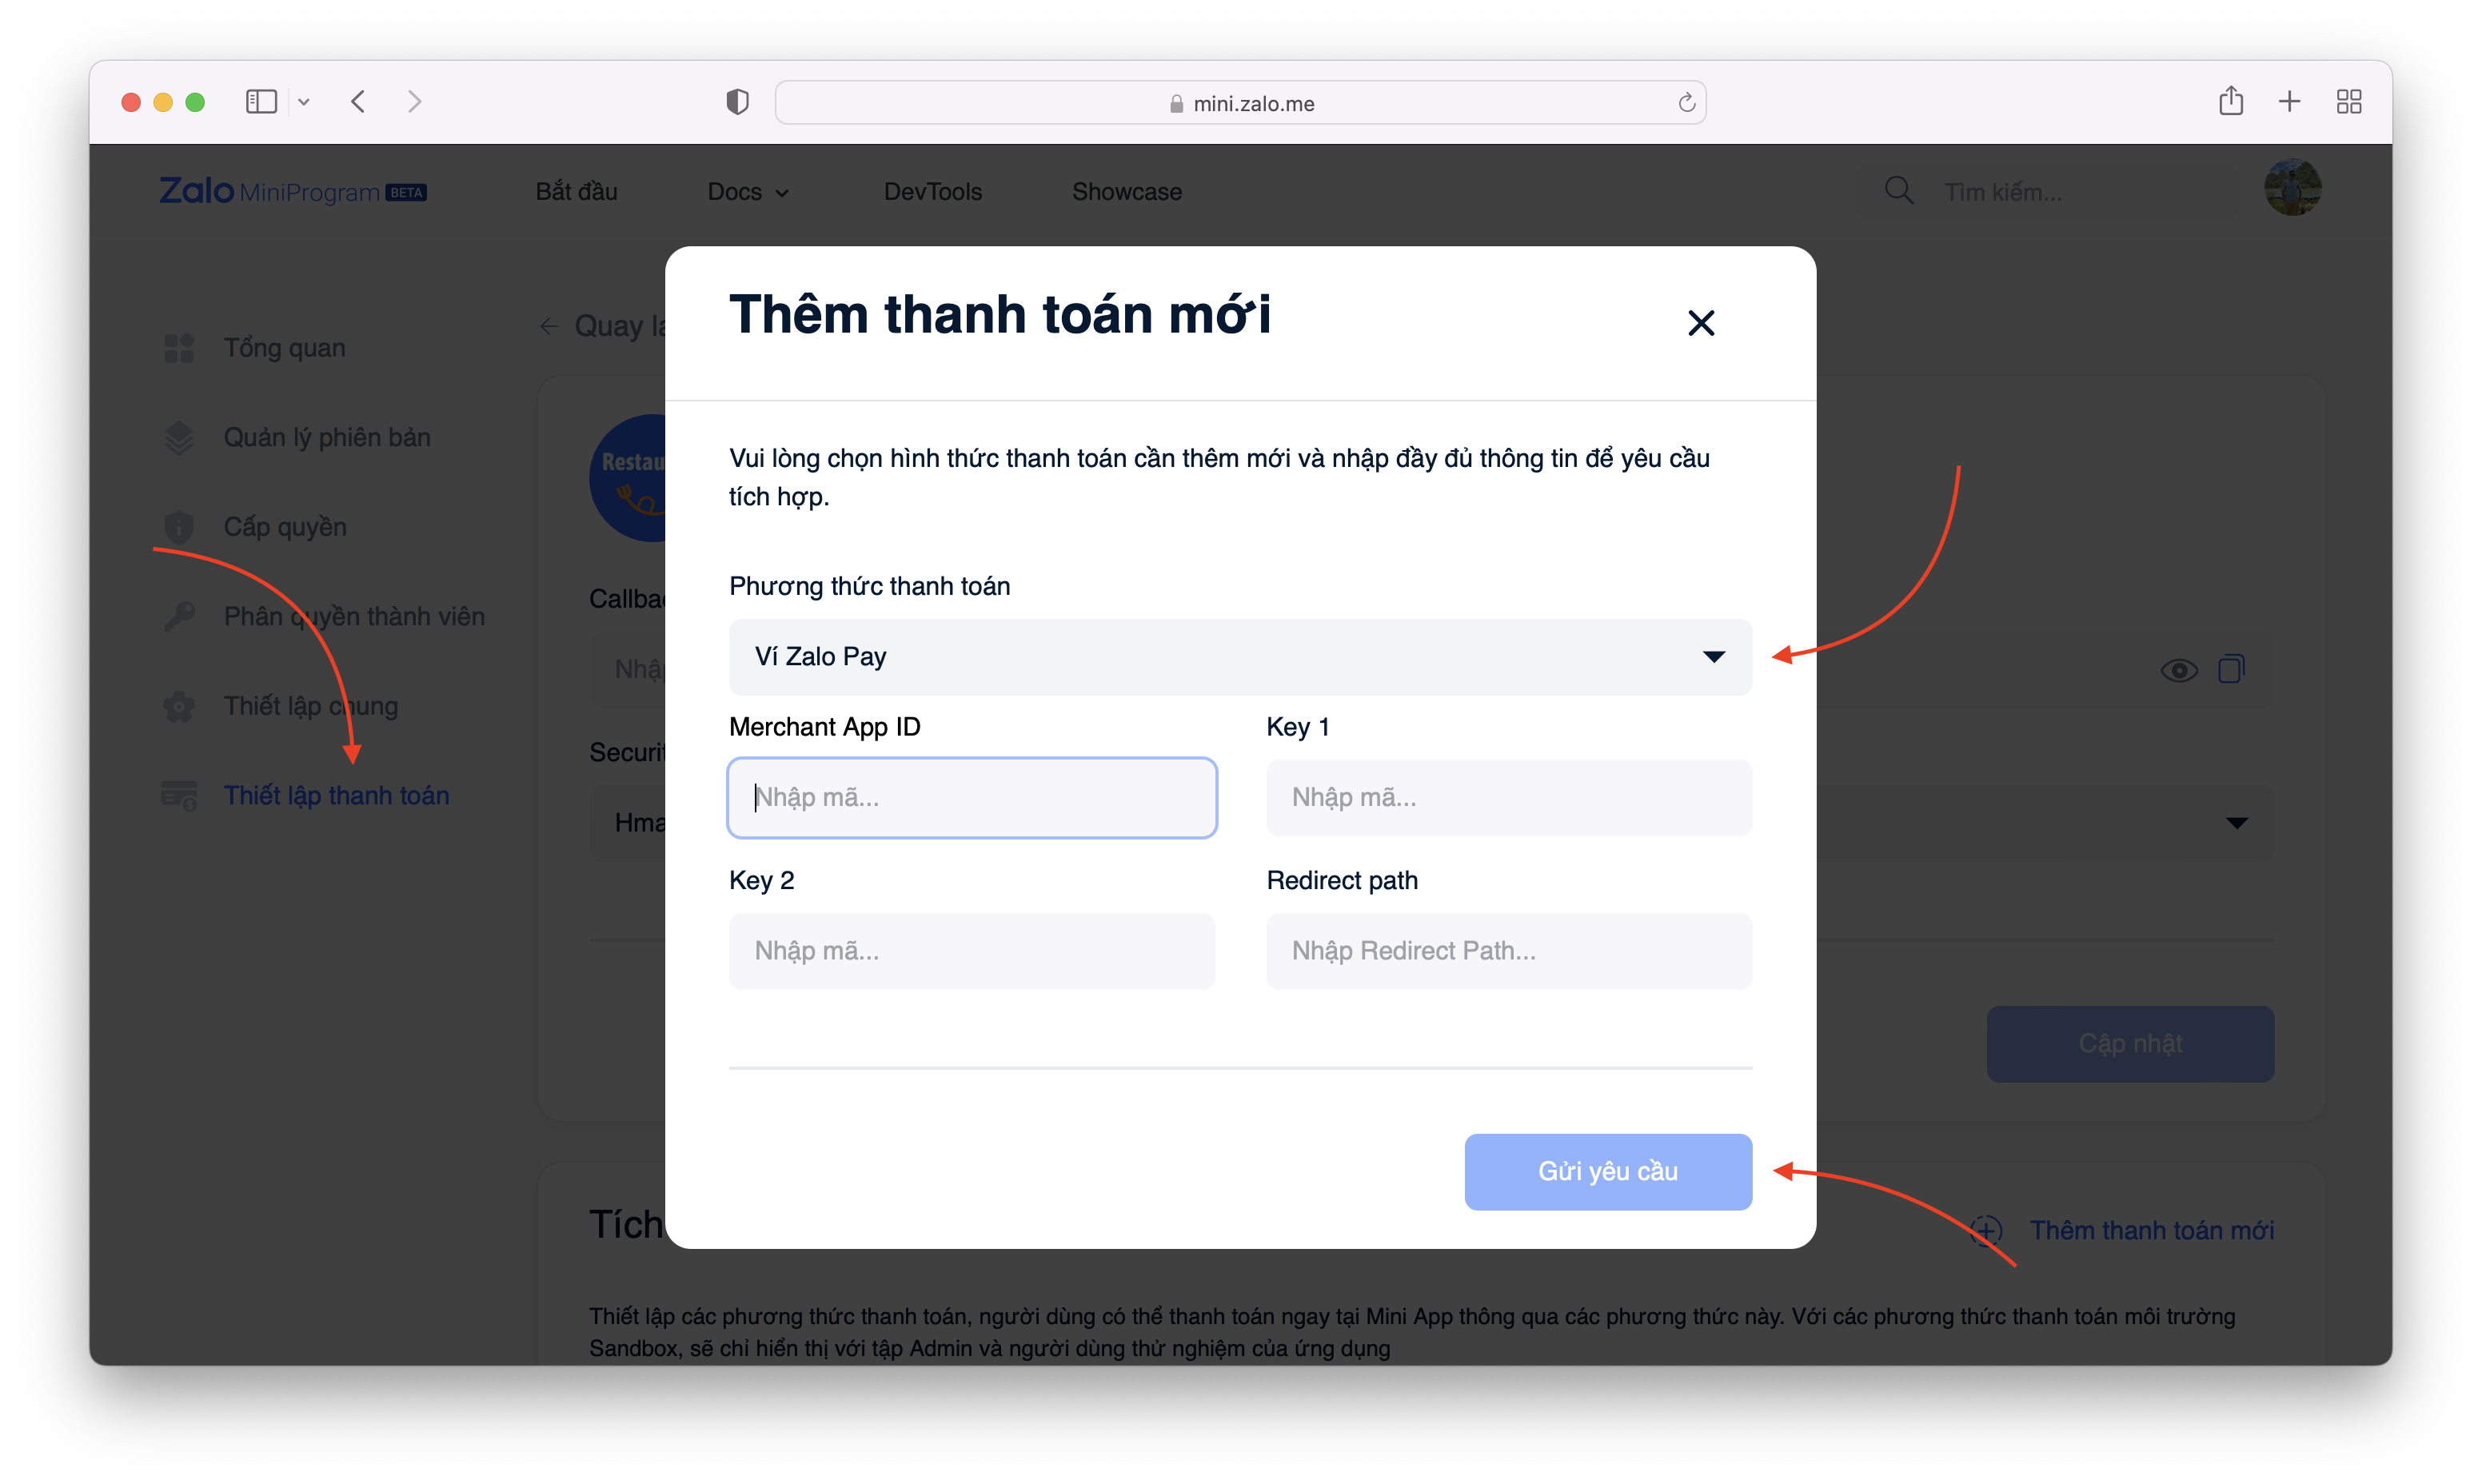 mini.zalo.me
Zalo MiniProgram BETA
Bắt đầu
Docs
DevTools
Showcase
Tìm kiếm...
Tổng quan
Quản lý phiên bản
Cấp quyền
Phân quyền thành viên
Thiết lập chung
Thiết lập thanh toán
Quay
Thêm thanh toán mới
Vui lòng chọn hình thức thanh toán cần thêm mới và nhập đầy đủ thông tin để yêu cầu
tích hợp.
Phương thức thanh toán
Ví Zalo Pay
Merchant App ID
Nhập mã...
Key 1
Nhập mã...
Key 2
Nhập mã...
Redirect path
Nhập Redirect Path...
Gửi yêu cầu
Cập nhật
Tích
Thêm thanh toán mới
Thiết lập các phương thức thanh toán, người dùng có thể thanh toán ngay tại Mini App thông qua các phương thức này. Với các phương thức thanh toán môi trường
Sandbox, sẽ chỉ hiển thị với tập Admin và người dùng thử nghiệm của ứng dụng